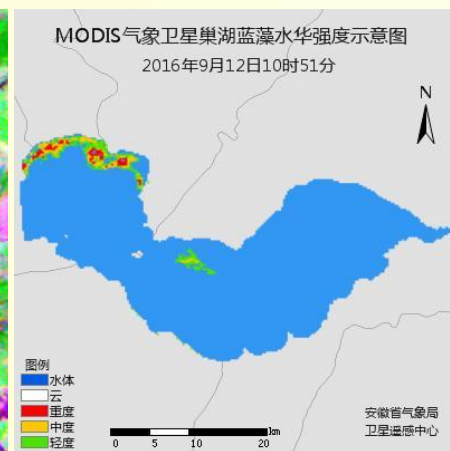 MODIS气象卫星巢湖蓝藻水华强度示意图
2016年9月12日10时51分
N
图例
水体
云
重度
中度
轻度
km
0 5 10 20
安徽省气象局
卫星遥感中心